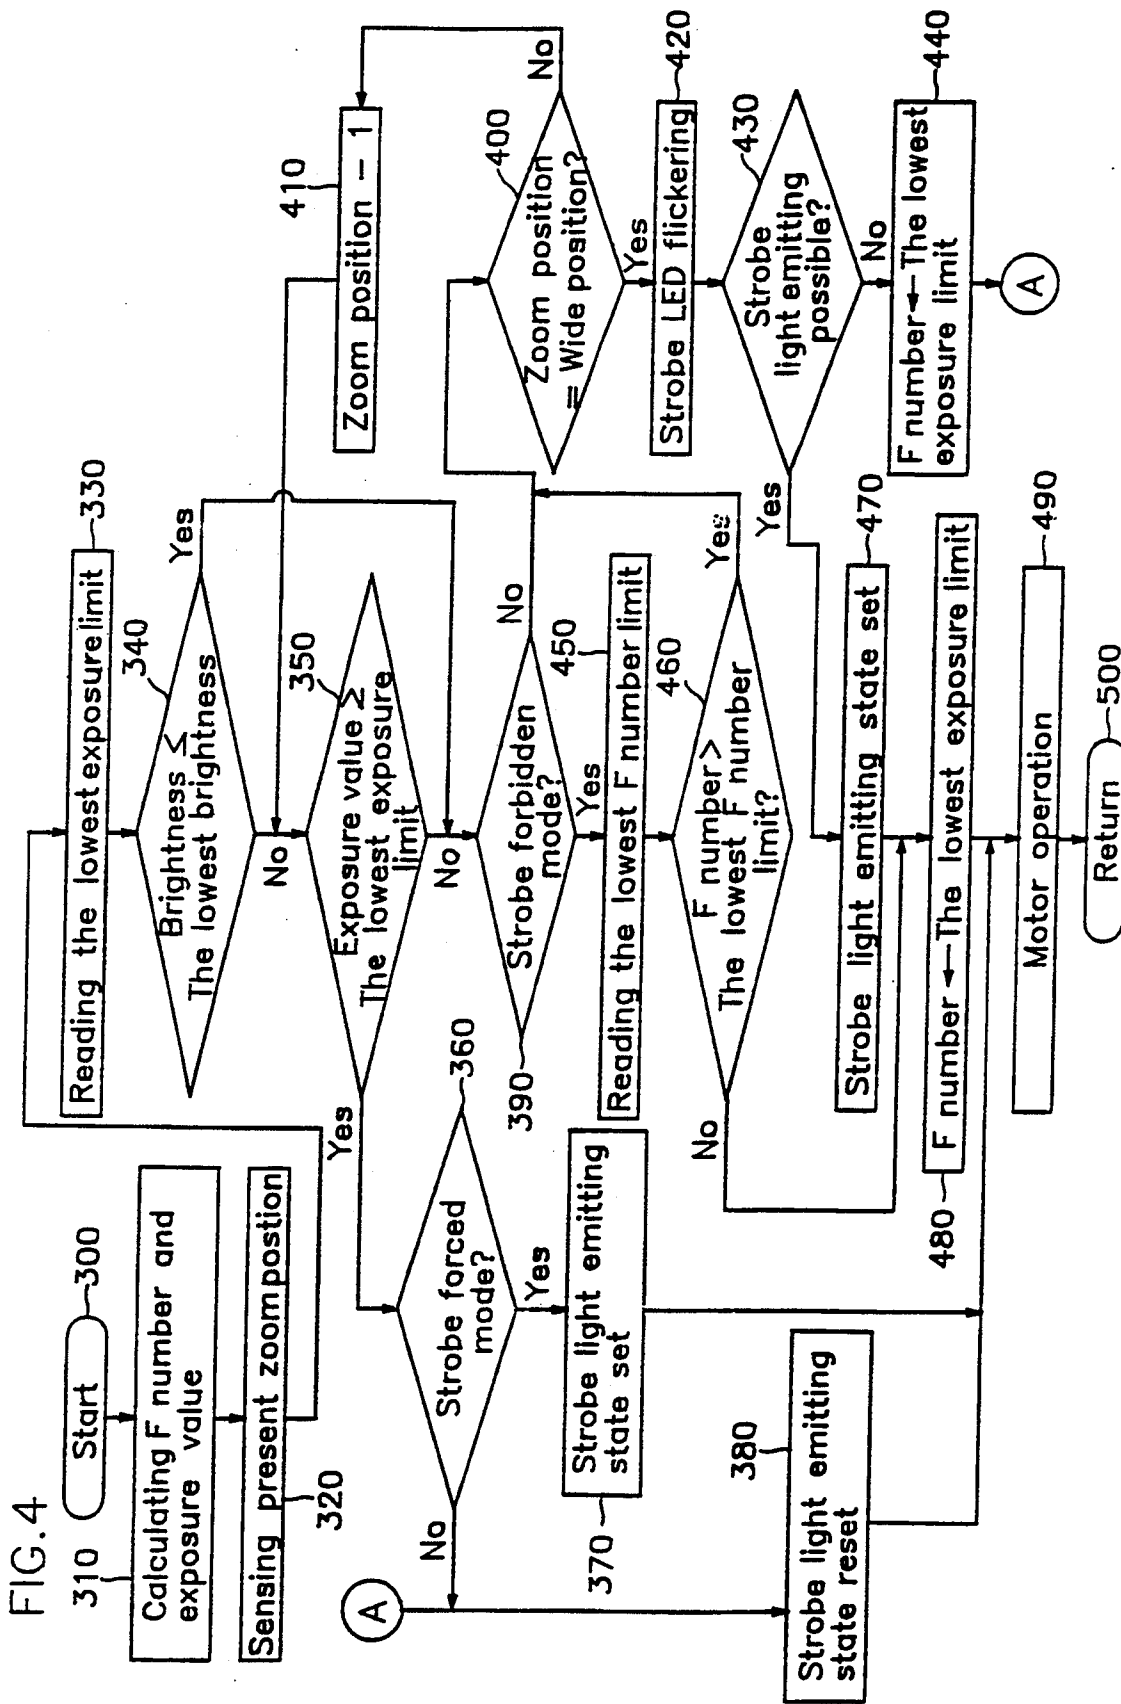 FIG.4
Start
300
310
Calculating F number and
exposure value
Sensing present zoom postion
320
Reading the lowest exposure limit
330
340
Brightness ≤
The lowest brightness
Yes
No
350
Exposure value ≥
The lowest exposure
limit
Yes
No
360
Strobe forced
mode?
No
Yes
Strobe light emitting
state set
370
A
380
Strobe light emitting
state reset
390
Strobe forbidden
mode?
No
Yes
410
Zoom position − 1
400
Zoom position
= Wide position?
No
Yes
Strobe LED flickering
420
430
Strobe
light emitting
possible?
Yes
No
440
F number ← The lowest
exposure limit
A
450
Reading the lowest F number limit
460
F number >
The lowest F number
limit?
Yes
No
Strobe light emitting state set
470
480
F number ← The lowest exposure limit
Motor operation
490
Return
500